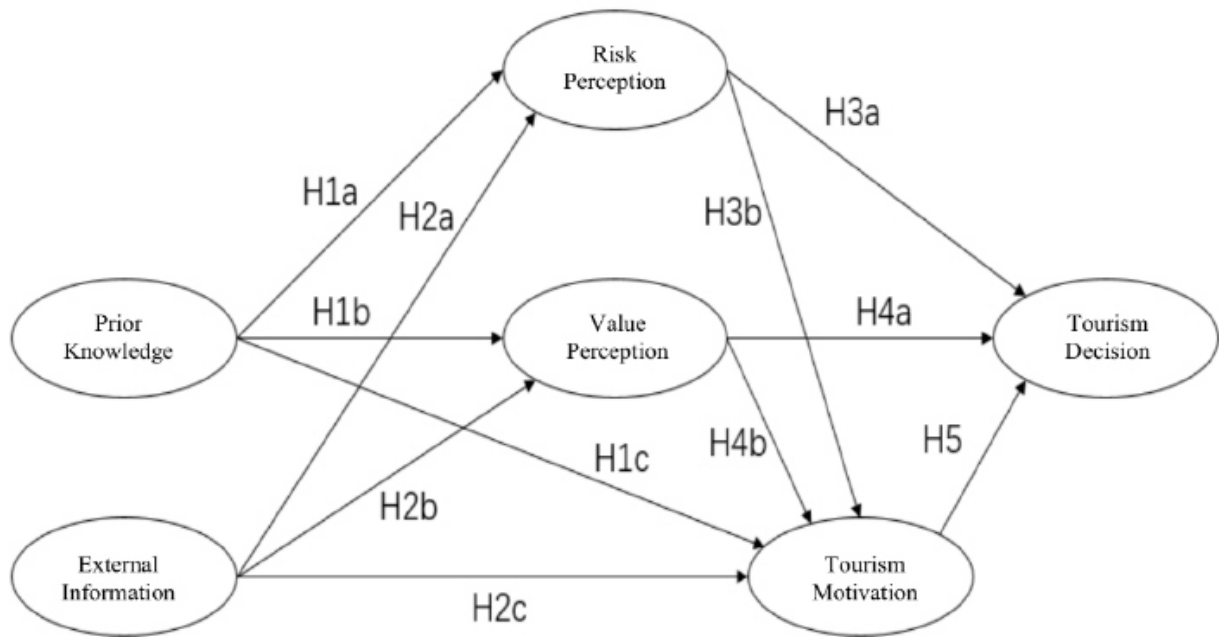 Risk
Perception
H3a
H1a
H2a
H3b
Prior
Knowledge
H1b
Value
Perception
H4a
Tourism
Decision
H1c
H4b
H5
H2b
External
Information
H2c
Tourism
Motivation